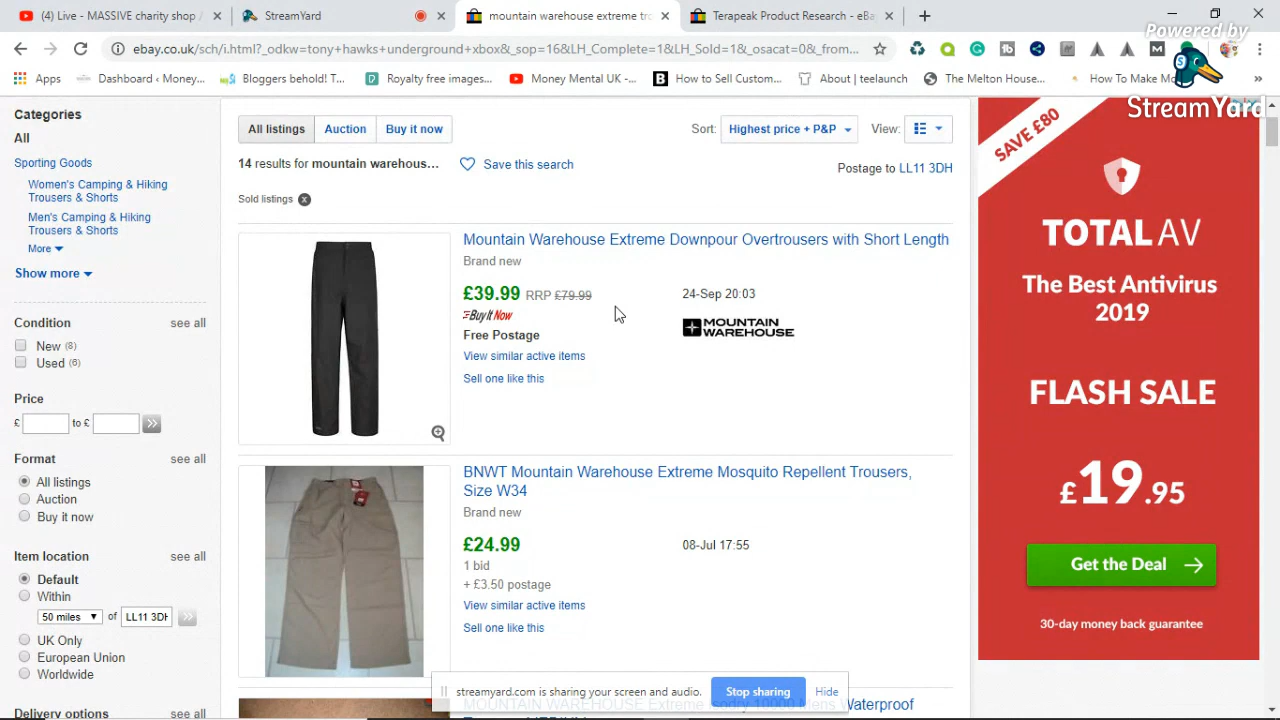 (4) Live - MASSIVE charity shop /
StreamYard
mountain warehouse extreme tro
Terapeak Product Research - eBa
Powered by
StreamYard
ebay.co.uk/sch/i.html?_odkw=tony+hawks+underground+xbox&_sop=16&LH_Complete=1&LH_Sold=1&_osacat=0&_from...
Apps
Dashboard ‹ Money...
Bloggers behold! T...
Royalty free images...
Money Mental UK -...
How to Sell Custom...
About | teelaunch
The Melton House...
How To Make Mo
Categories
All
Sporting Goods
Women's Camping & Hiking
Trousers & Shorts
Men's Camping & Hiking
Trousers & Shorts
More
Show more
Condition
see all
New (8)
Used (6)
Price
£ to £
Format
see all
All listings
Auction
Buy it now
Item location
see all
Default
Within
50 miles of LL11 3DH
UK Only
European Union
Worldwide
Delivery options
see all
All listings
Auction
Buy it now
Sort: Highest price + P&P
View:
14 results for mountain warehous...
Save this search
Postage to LL11 3DH
Sold listings
Mountain Warehouse Extreme Downpour Overtrousers with Short Length
Brand new
£39.99 RRP £79.99
24-Sep 20:03
Buy It Now
MOUNTAIN
WAREHOUSE
Free Postage
View similar active items
Sell one like this
BNWT Mountain Warehouse Extreme Mosquito Repellent Trousers,
Size W34
Brand new
£24.99
08-Jul 17:55
1 bid
+ £3.50 postage
View similar active items
Sell one like this
MOUNTAIN WAREHOUSE Extreme Isodry 10000 Mens Waterproof
streamyard.com is sharing your screen and audio.
Stop sharing
Hide
SAVE £80
TOTAL AV
The Best Antivirus
2019
FLASH SALE
£19.95
Get the Deal
30-day money back guarantee